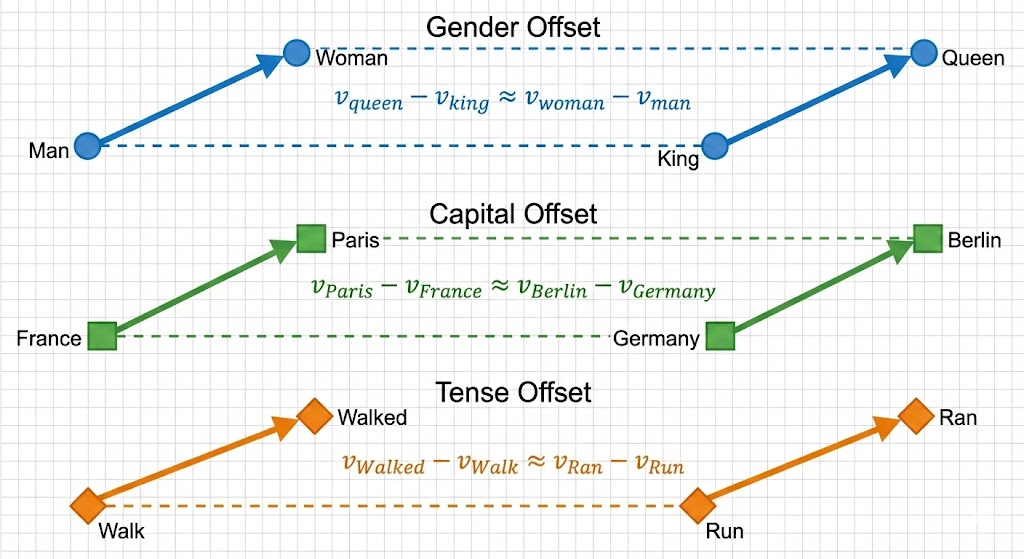 Gender Offset
Woman
Queen
v_queen − v_king ≈ v_woman − v_man
Man
King
Capital Offset
Paris
Berlin
v_Paris − v_France ≈ v_Berlin − v_Germany
France
Germany
Tense Offset
Walked
Ran
v_Walked − v_Walk ≈ v_Ran − v_Run
Walk
Run